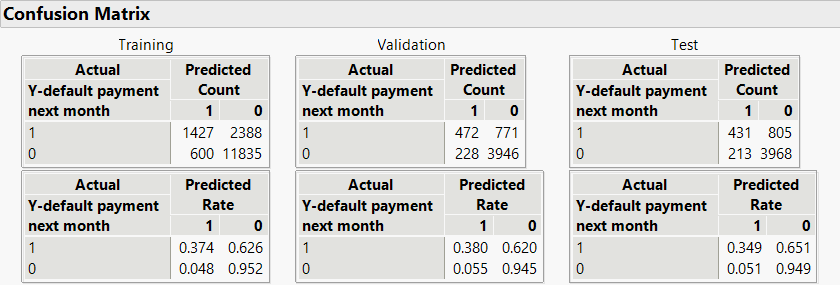 Confusion Matrix
Training Validation Test
Actual Predicted Actual Predicted Actual Predicted
Y-default payment Count Y-default payment Count Y-default payment Count
next month 1 0 next month 1 0 next month 1 0
1 1427 2388 1 472 771 1 431 805
0 600 11835 0 228 3946 0 213 3968
Actual Predicted Actual Predicted Actual Predicted
Y-default payment Rate Y-default payment Rate Y-default payment Rate
next month 1 0 next month 1 0 next month 1 0
1 0.374 0.626 1 0.380 0.620 1 0.349 0.651
0 0.048 0.952 0 0.055 0.945 0 0.051 0.949